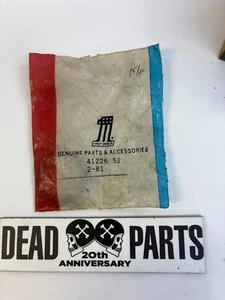 GENUINE PARTS & ACCESSORIES
41226 52
2-81
DEAD PARTS
20th
ANNIVERSARY